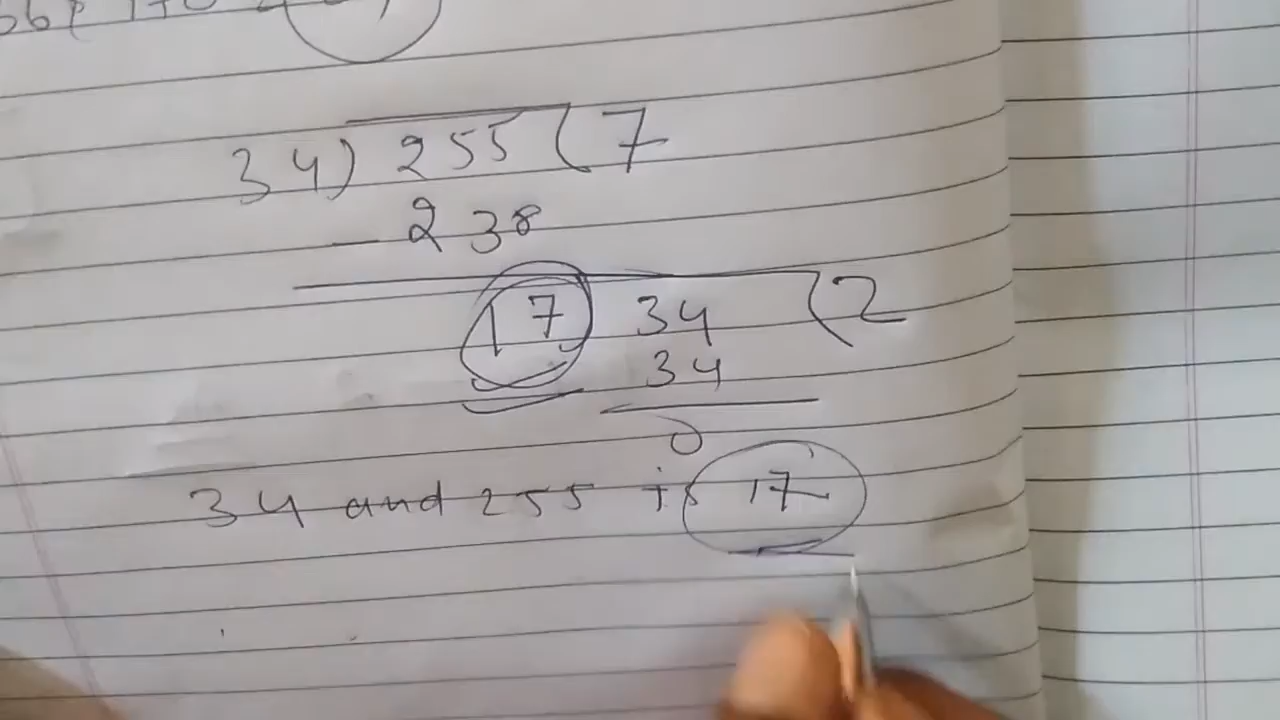 34) 255 ( 7
- 238
17 34 ( 2
34
0
34 and 255 is 17